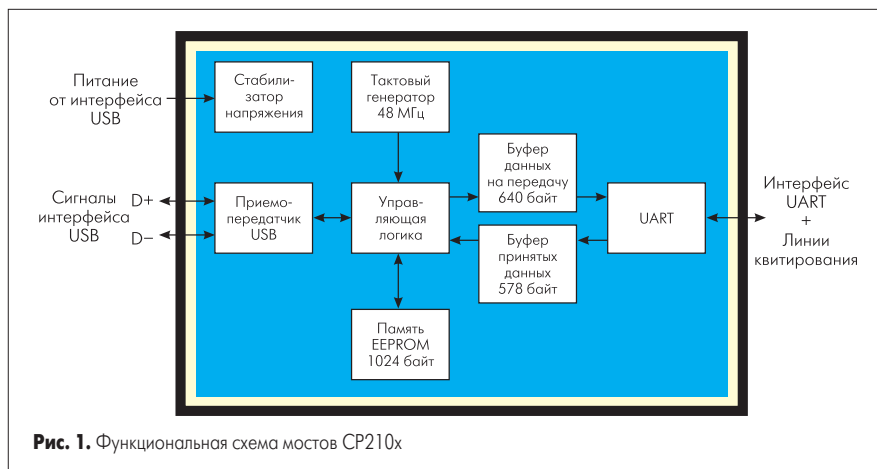 Питание
от интерфейса
USB
Стабили-
затор
напряжения
Тактовый
генератор
48 МГц
Сигналы
интерфейса
USB
D+
D–
Приемо-
передатчик
USB
Управ-
ляющая
логика
Буфер
данных
на передачу
640 байт
Буфер
принятых
данных
578 байт
UART
Интерфейс
UART
+
Линии
квитирования
Память
EEPROM
1024 байт
Рис. 1. Функциональная схема мостов CP210x